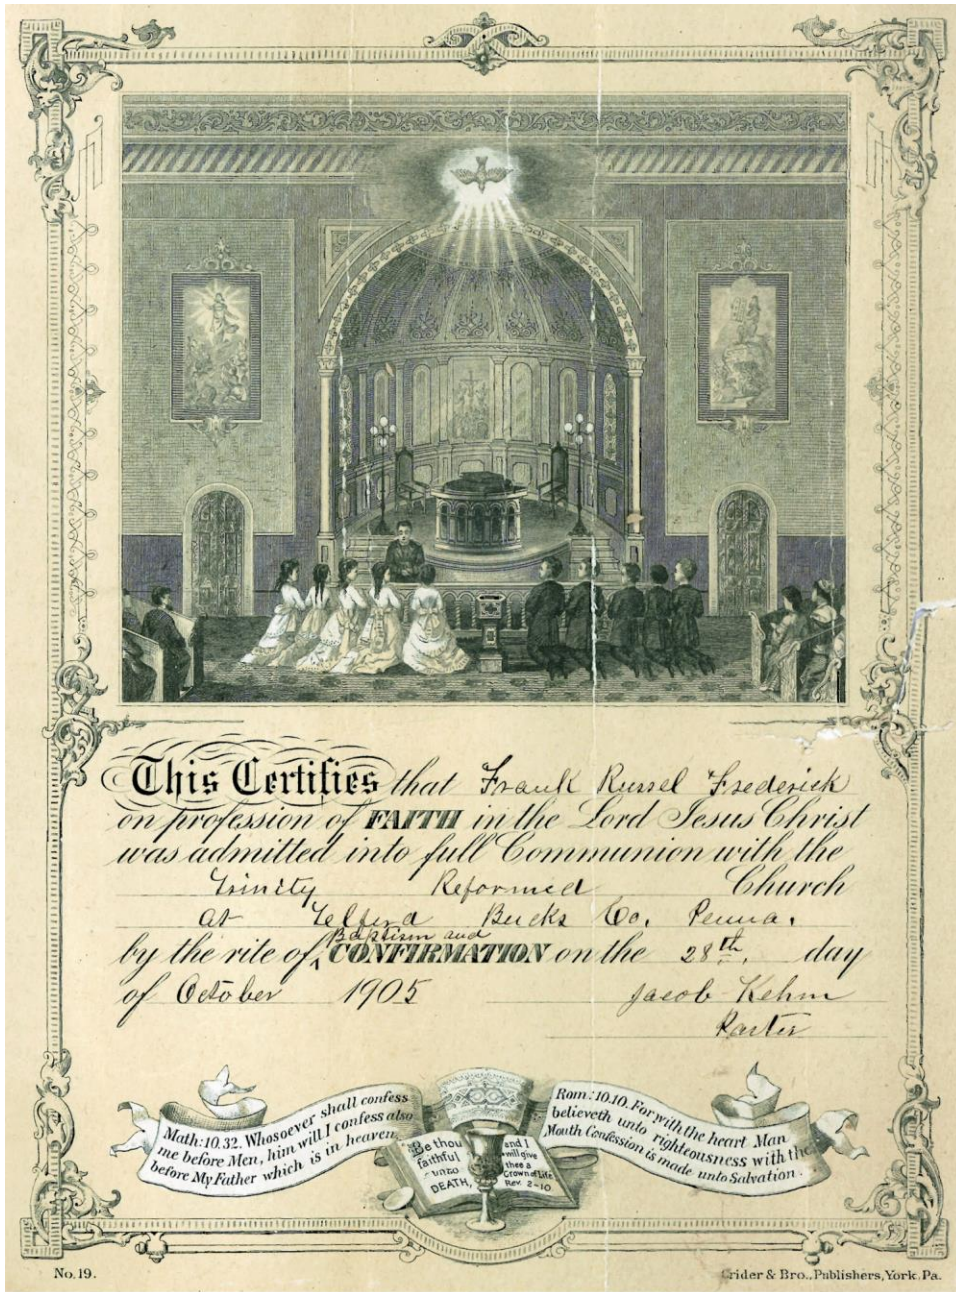 This Certifies that Frank Russel Frederick
on profession of FAITH in the Lord Jesus Christ
was admitted into full Communion with the
Trinity Reformed Church
at Telford Bucks Co. Penna.
Baptism and
by the rite of ‸ CONFIRMATION on the 28th. day
of October 1905 Jacob Kehm
Pastor
Math: 10.32. Whosoever shall confess
me before Men, him will I confess also
before My Father which is in heaven.
Be thou
faithful
unto
DEATH,
and I
will give
thee a
Crown of Life
Rev. 2-10
Rom: 10.10. For with the heart Man
believeth unto righteousness with the
Mouth Confession is made unto Salvation.
No. 19.
Crider & Bro., Publishers, York, Pa.